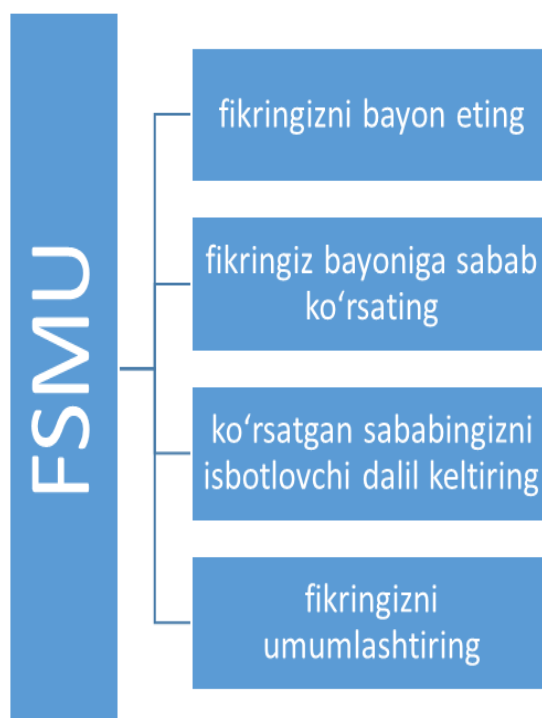 FSMU
fikringizni bayon eting
fikringiz bayoniga sabab
ko‘rsating
ko‘rsatgan sababingizni
isbotlovchi dalil keltiring
fikringizni
umumlashtiring